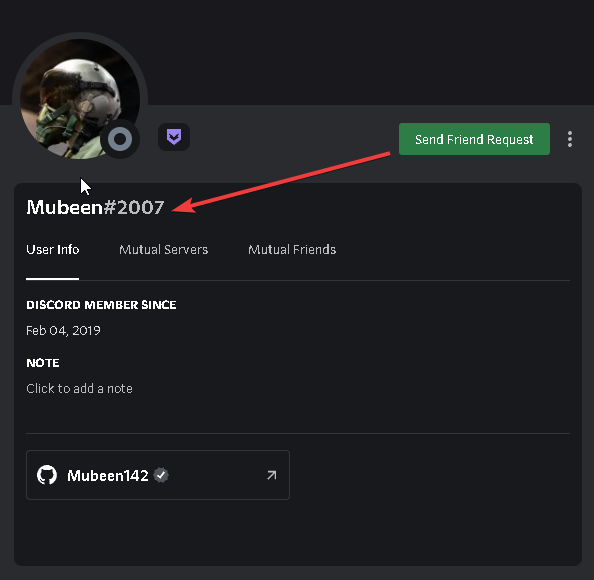 Send Friend Request
Mubeen#2007
User Info
Mutual Servers
Mutual Friends
DISCORD MEMBER SINCE
Feb 04, 2019
NOTE
Click to add a note
Mubeen142